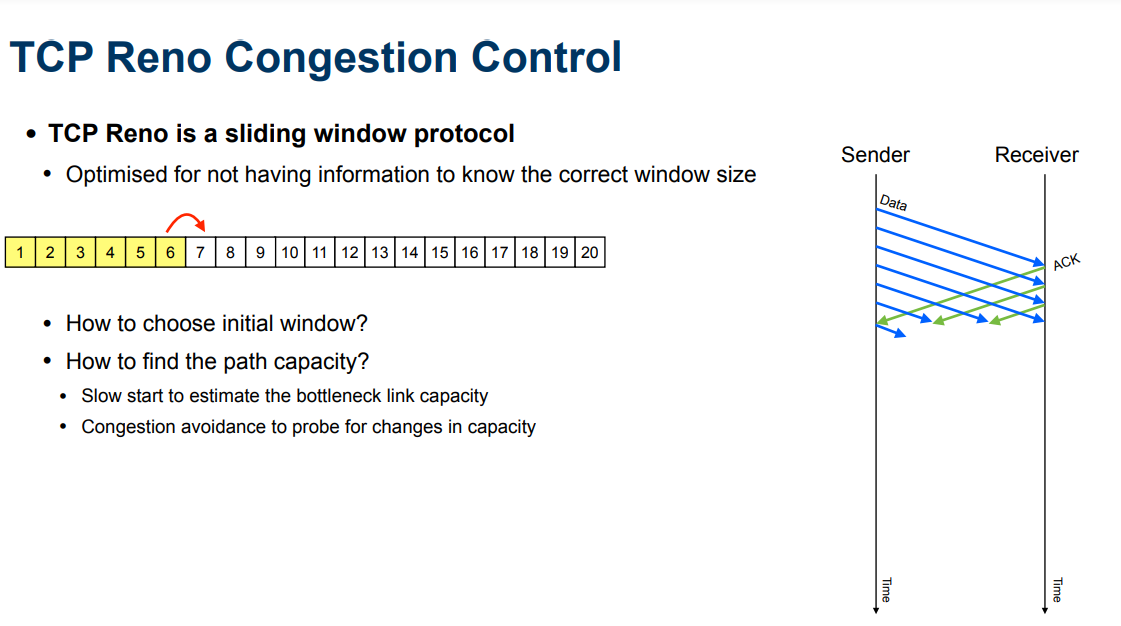 TCP Reno Congestion Control
• TCP Reno is a sliding window protocol
• Optimised for not having information to know the correct window size
1 2 3 4 5 6 7 8 9 10 11 12 13 14 15 16 17 18 19 20
• How to choose initial window?
• How to find the path capacity?
• Slow start to estimate the bottleneck link capacity
• Congestion avoidance to probe for changes in capacity
Sender Receiver
Data
ACK
Time Time